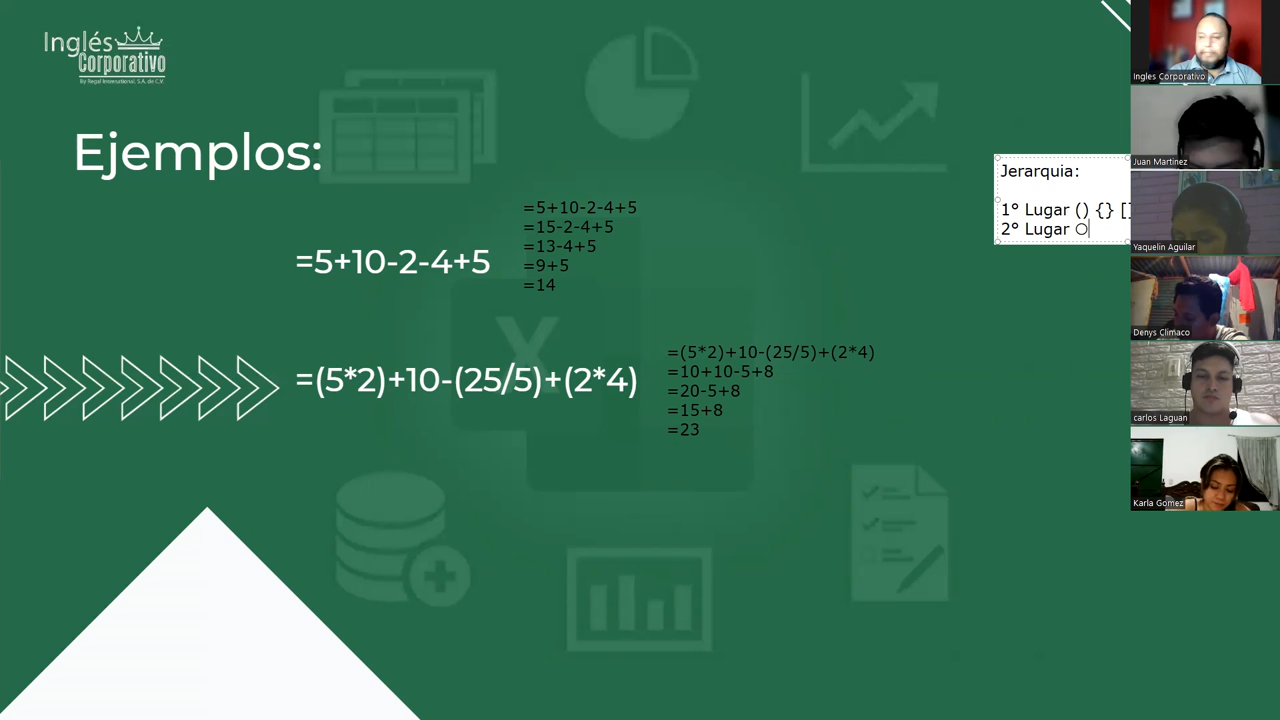 Inglés
Corporativo
By Regal International, S.A. de C.V.
Ejemplos:
=5+10-2-4+5
=5+10-2-4+5
=15-2-4+5
=13-4+5
=9+5
=14
=(5*2)+10-(25/5)+(2*4)
=(5*2)+10-(25/5)+(2*4)
=10+10-5+8
=20-5+8
=15+8
=23
Jerarquia:
1° Lugar () {} []
2° Lugar O
Ingles Corporativo
Juan Martinez
Yaquelin Aguilar
Denys Climaco
carlos Laguan
Karla Gomez